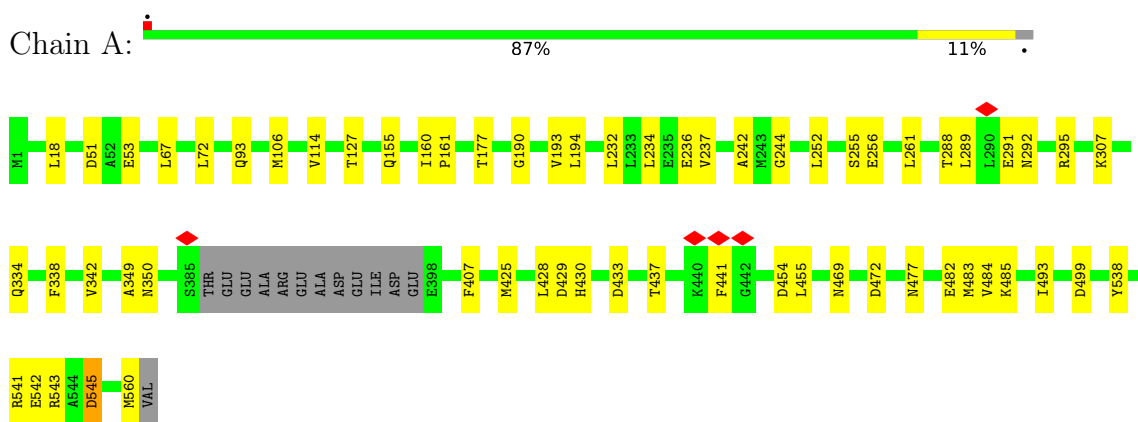 Chain A:
87% 11%
M1 L18 D51 A52 E53 L67 L72 Q93 M106 V114 T127 Q155 I160 P161 T177 G190 V193 L194 L232 L233 L234 E235 E236 V237 A242 M243 G244 L252 S255 E256 L261 T288 L289 L290 E291 N292 R295 K307
Q334 F338 V342 A349 N350 S385 THR GLU GLU ALA ARG GLU ALA ASP GLU ILE ASP GLU E398 F407 M425 L428 D429 H430 D433 T437 K440 F441 G442 D454 L455 N469 D472 N477 E482 M483 V484 K485 I493 D499 Y538
R541 E542 R543 A544 D545 M560 VAL